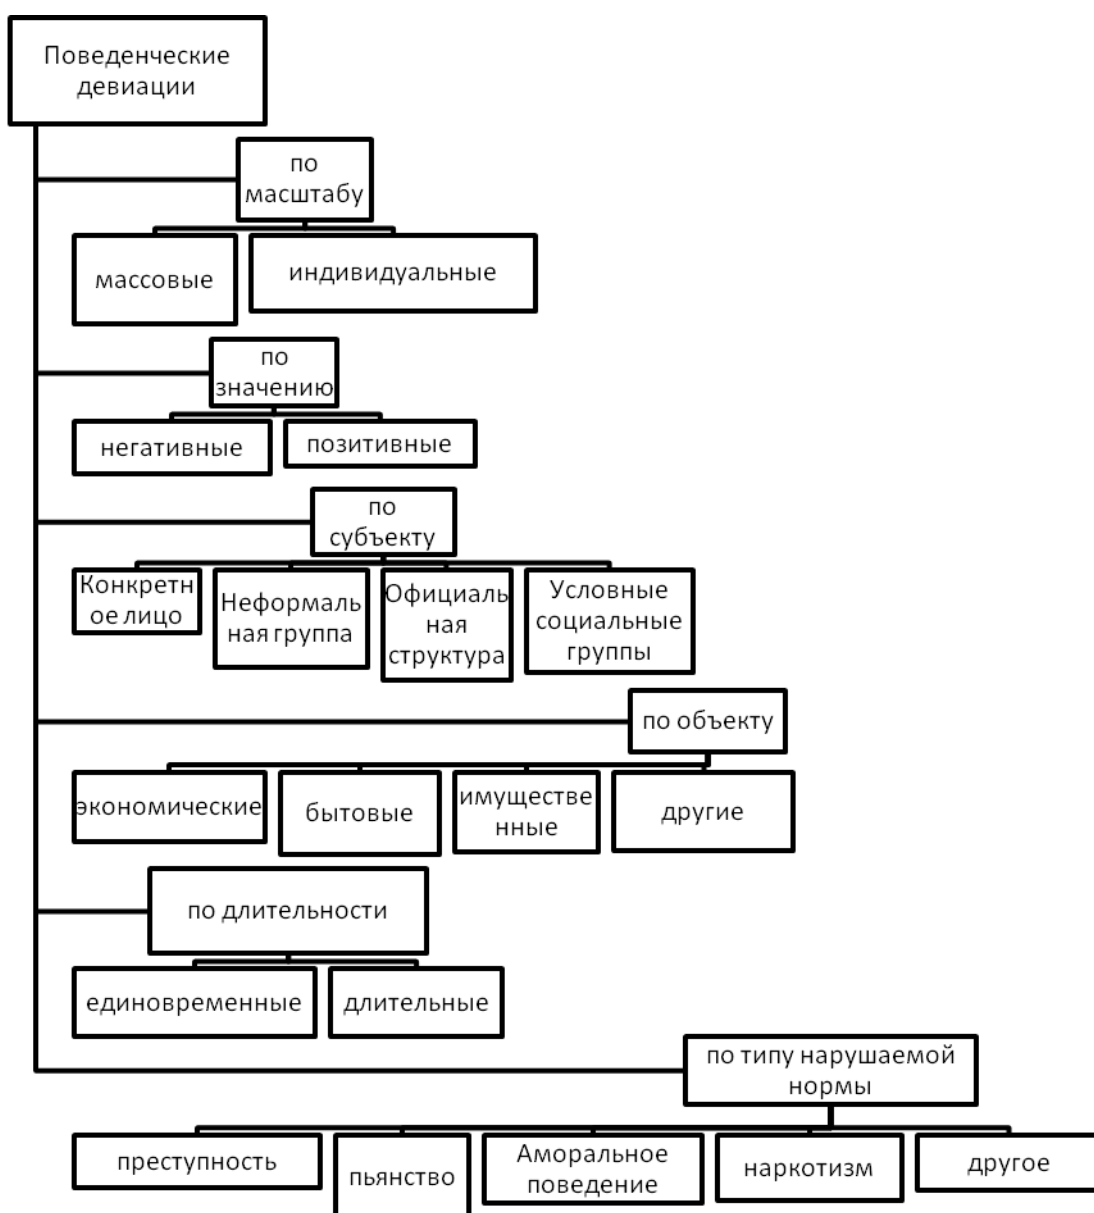 Поведенческие
девиации
по
масштабу
массовые
индивидуальные
по
значению
негативные
позитивные
по
субъекту
Конкретн
ое лицо
Неформаль
ная группа
Официаль
ная
структура
Условные
социальные
группы
по объекту
экономические
бытовые
имуществе
нные
другие
по длительности
единовременные
длительные
по типу нарушаемой
нормы
преступность
пьянство
Аморальное
поведение
наркотизм
другое